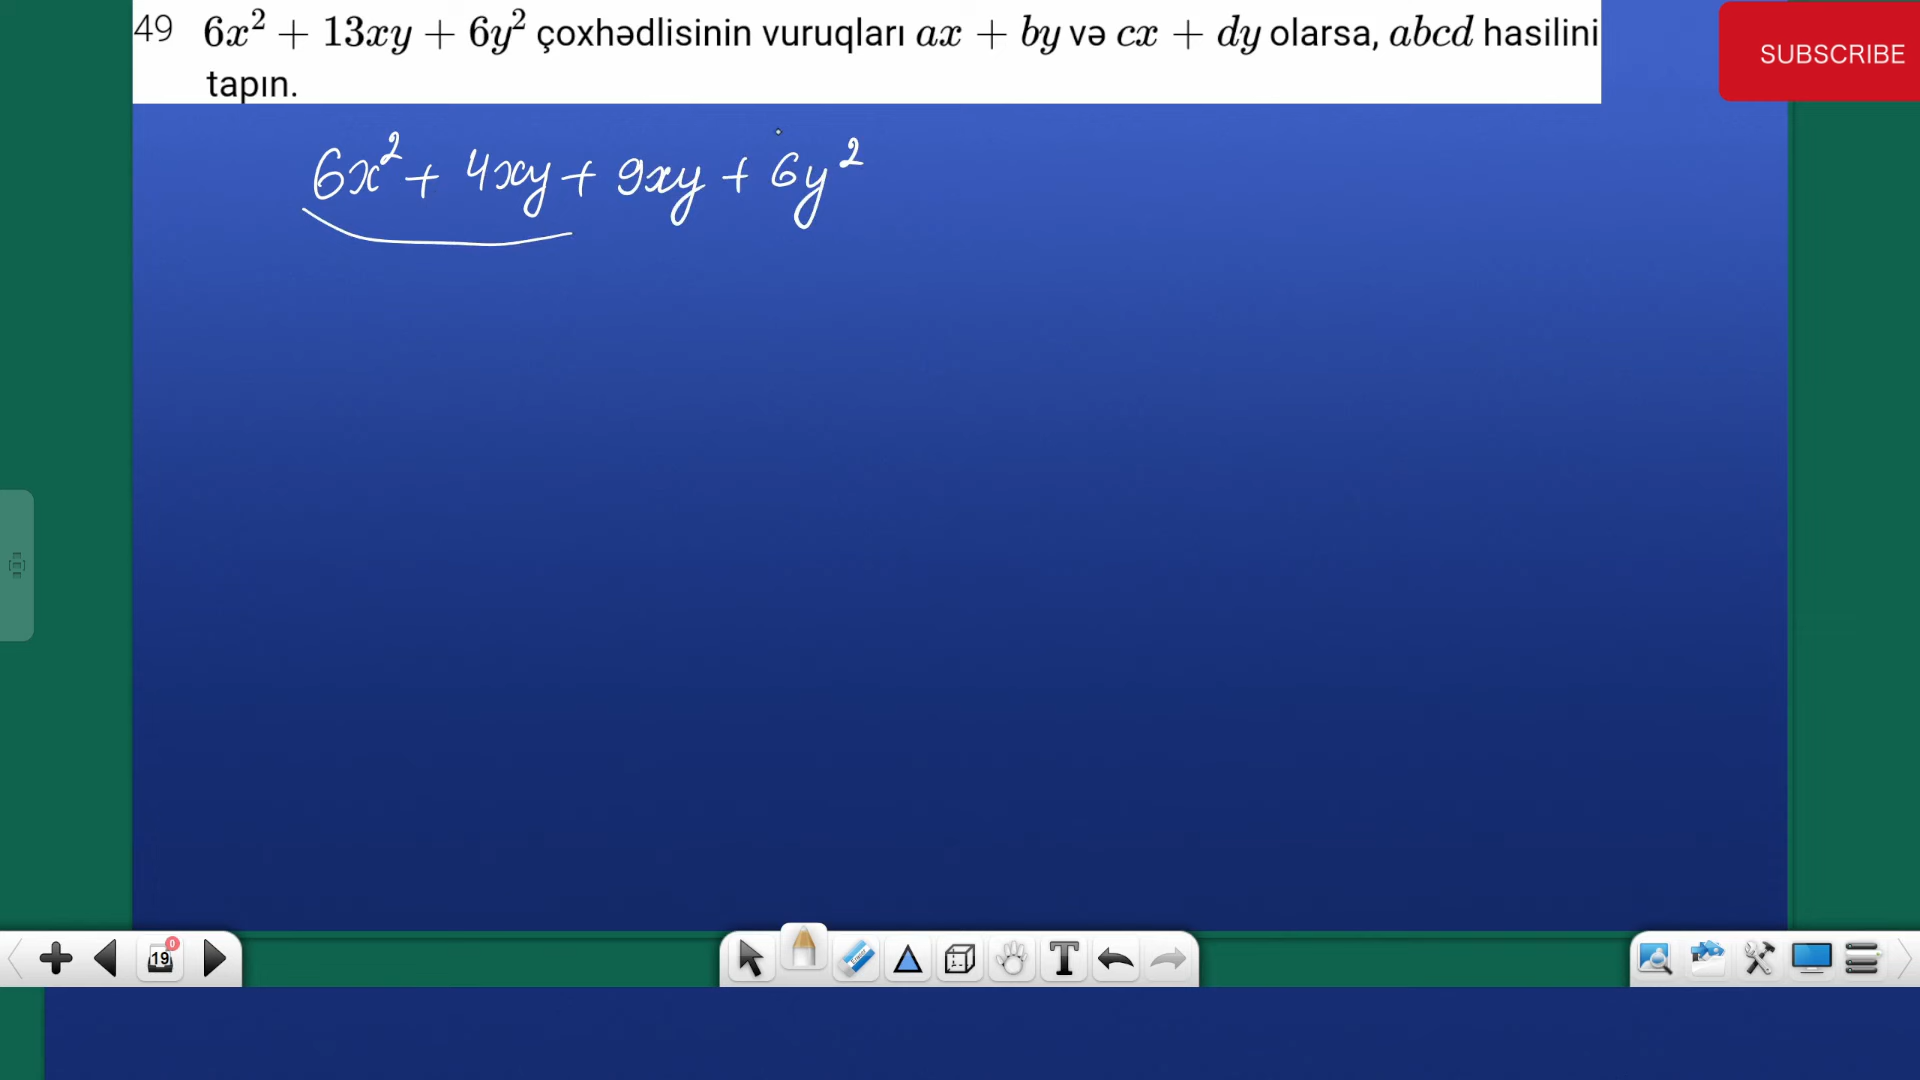 49 6x² + 13xy + 6y² çoxhədlisinin vuruqları ax + by və cx + dy olarsa, abcd hasilini
tapın.
SUBSCRIBE
6x² + 4xy + 9xy + 6y²
19
0
T